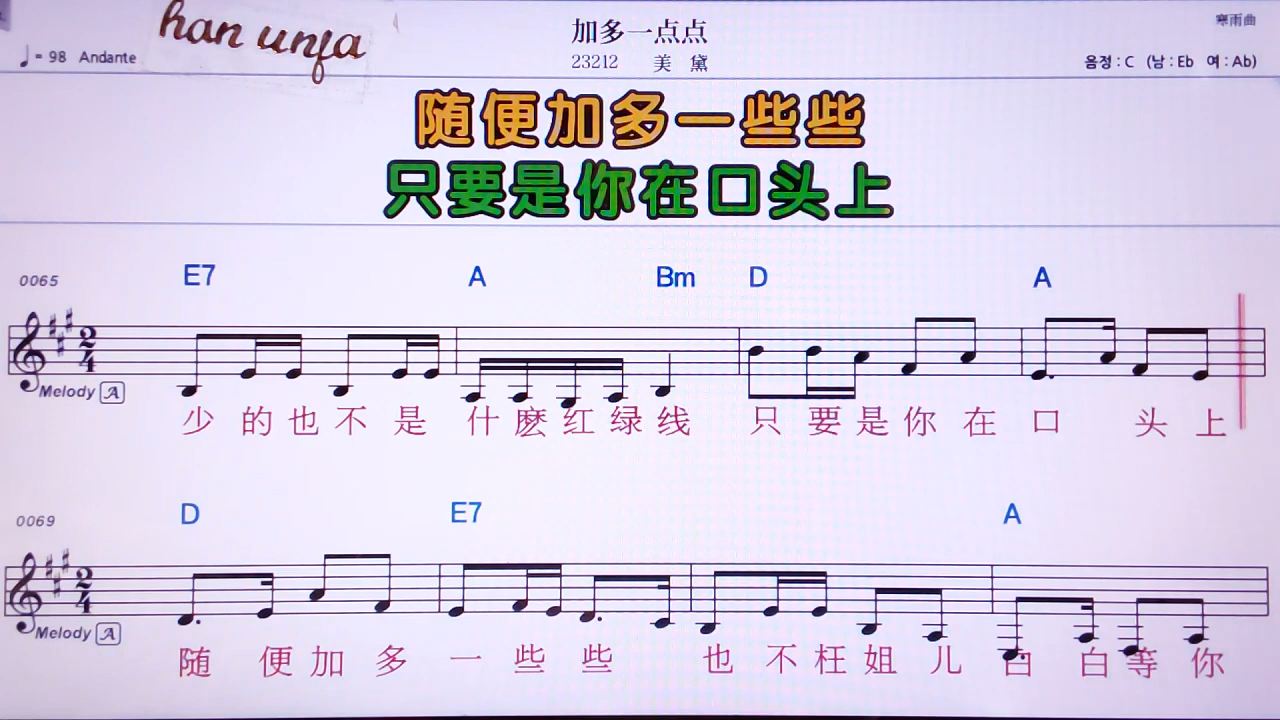 han unja
加多一点点
寒雨曲
♩= 98 Andante
23212 美 黛
음정 : C (남 : Eb 여 : Ab)
随便加多一些些
只要是你在口头上
0065
E7 A Bm D A
2
4
Melody A
少 的 也 不 是 什 麽 红 绿 线 只 要 是 你 在 口 头 上
0069
D E7 A
2
4
Melody A
随 便 加 多 一 些 些 也 不 枉 姐 儿 白 白 等 你